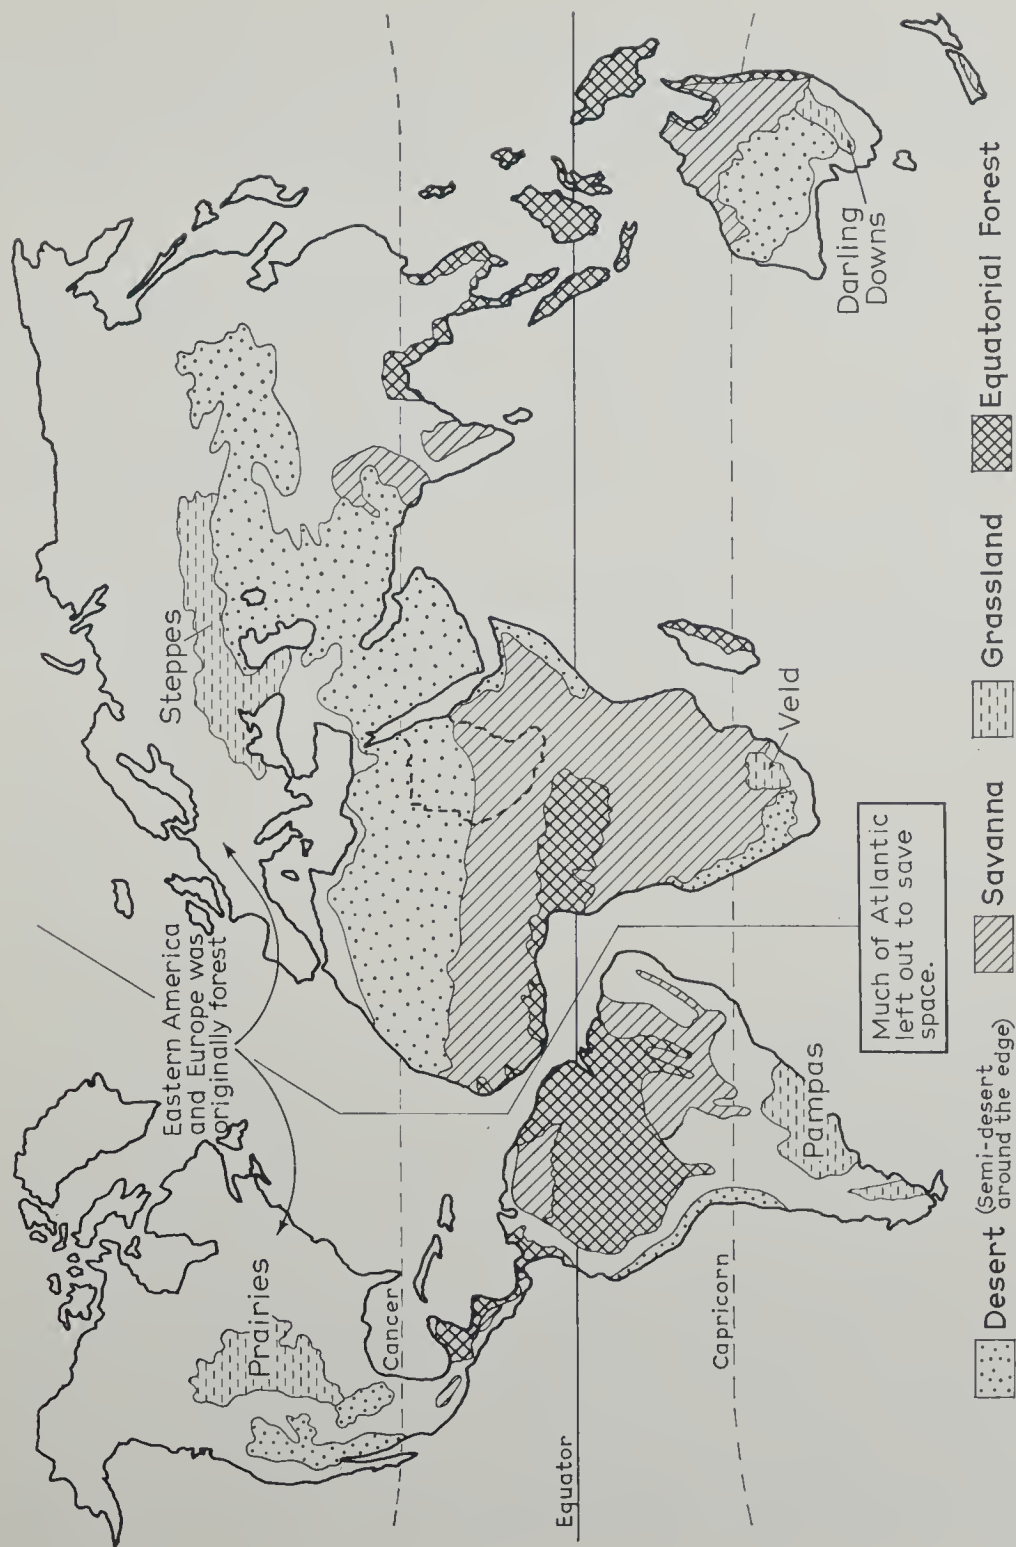 Eastern America
and Europe was
originally forest
Steppes
Prairies
Cancer
Equator
Capricorn
Pampas
Veld
Darling
Downs
Much of Atlantic
left out to save
space.
Desert (Semi-desert
around the edge)
Savanna
Grassland
Equatorial Forest